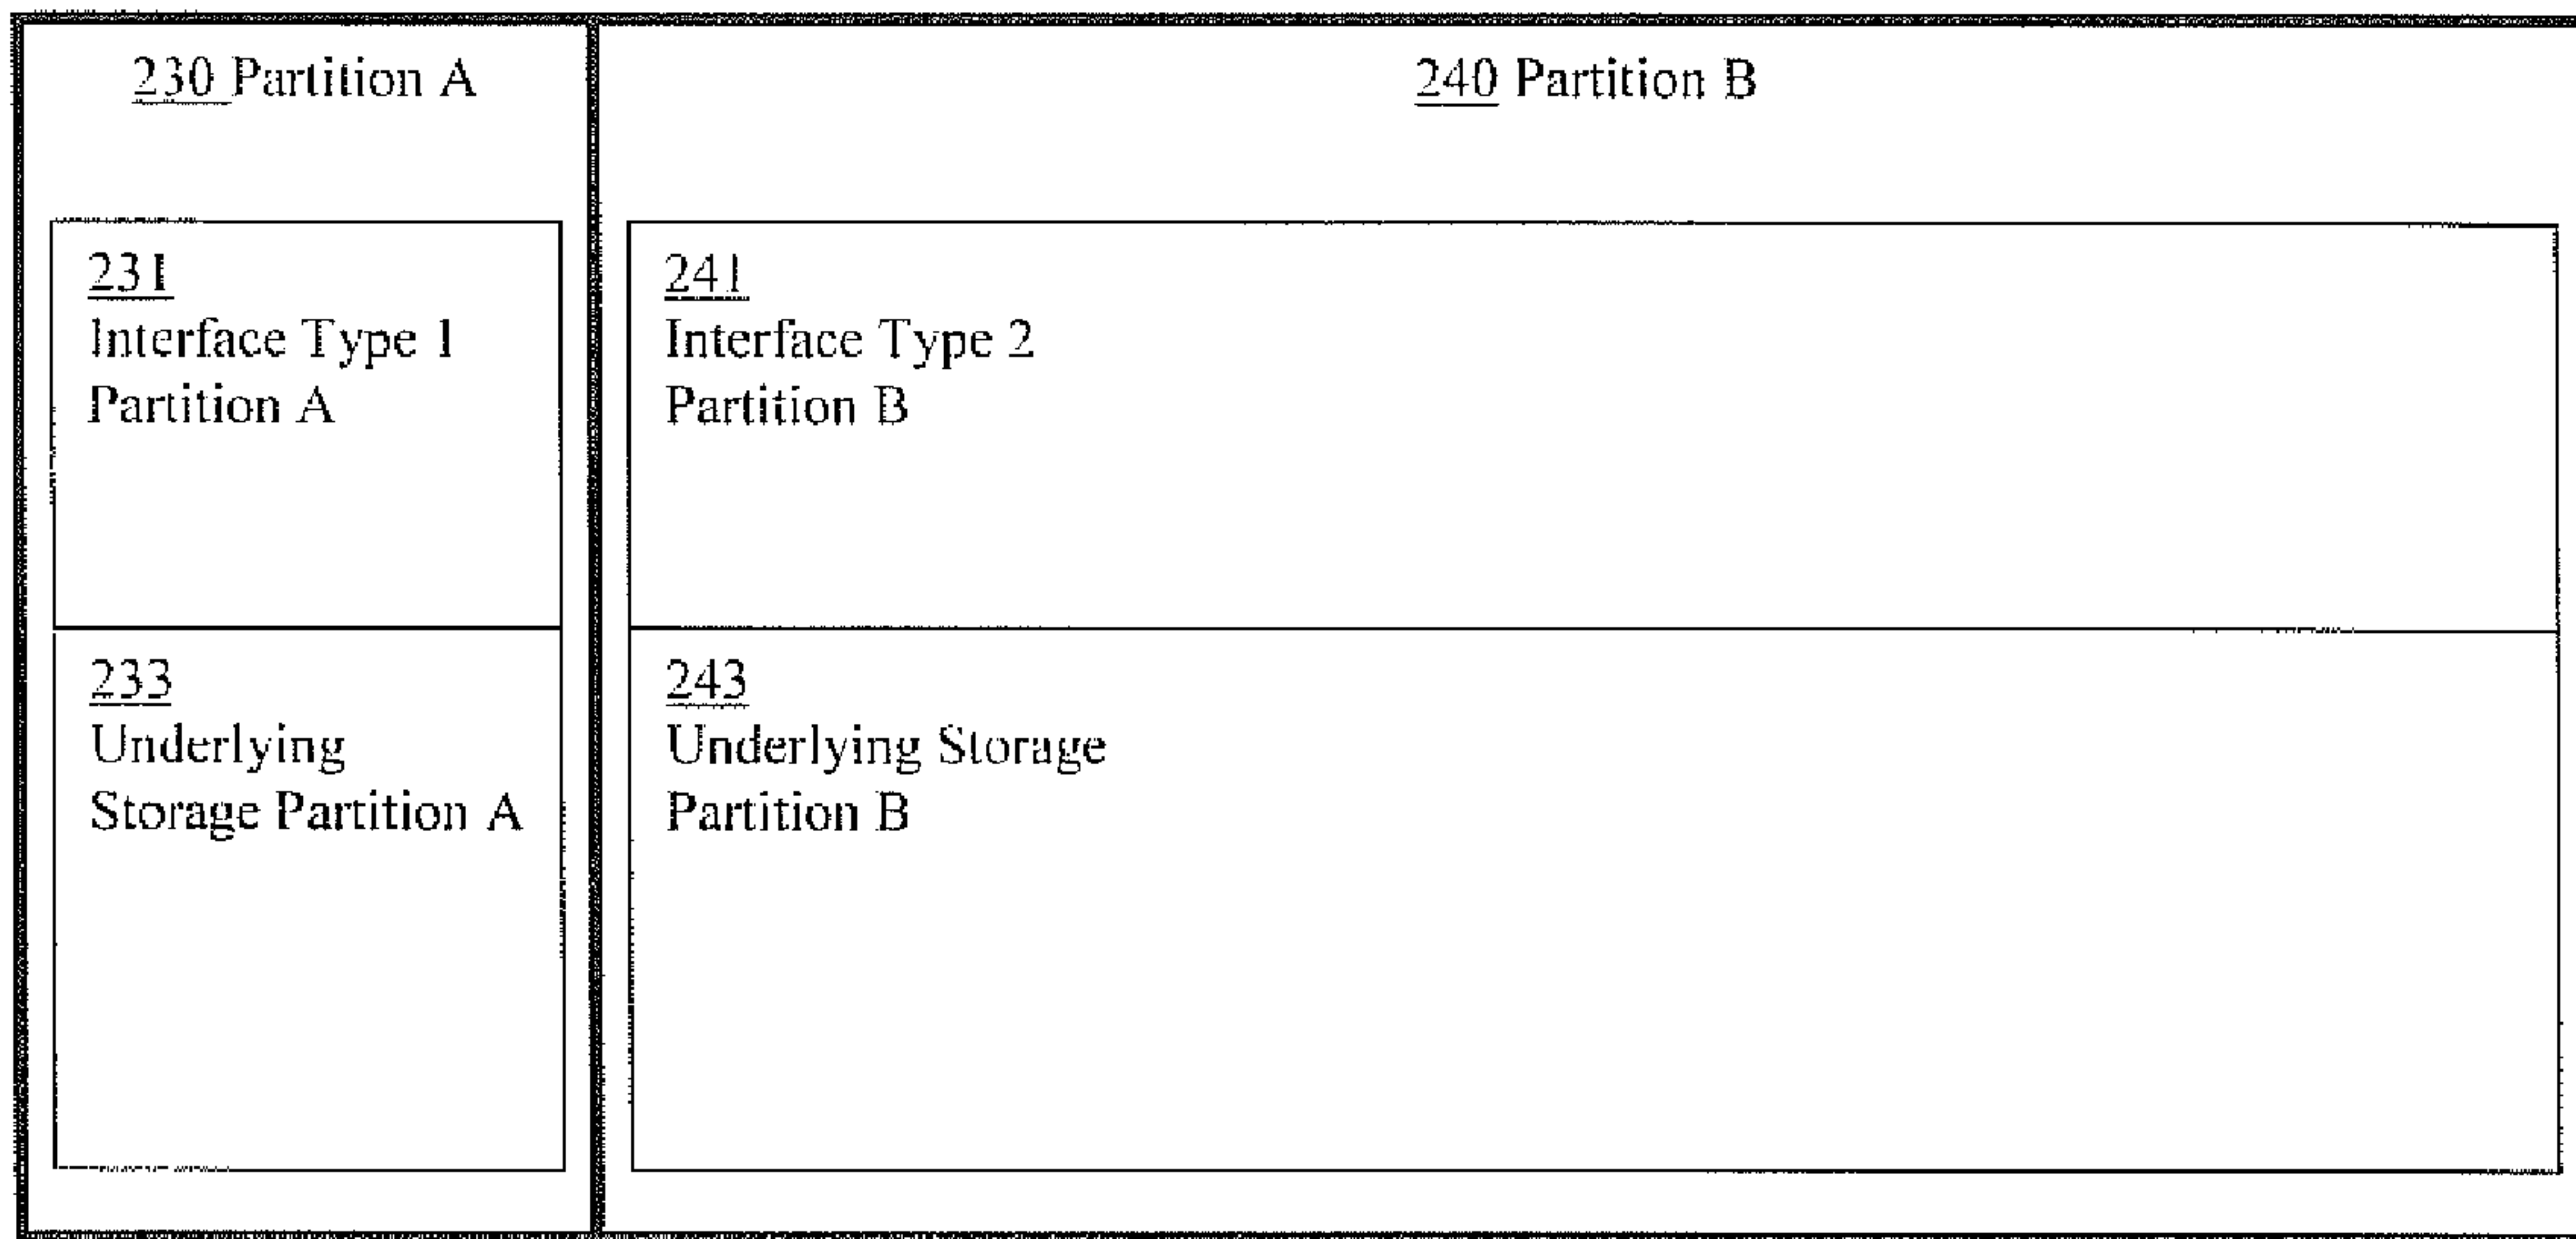 230 Partition A
240 Partition B
231
Interface Type 1
Partition A
241
Interface Type 2
Partition B
233
Underlying
Storage Partition A
243
Underlying Storage
Partition B